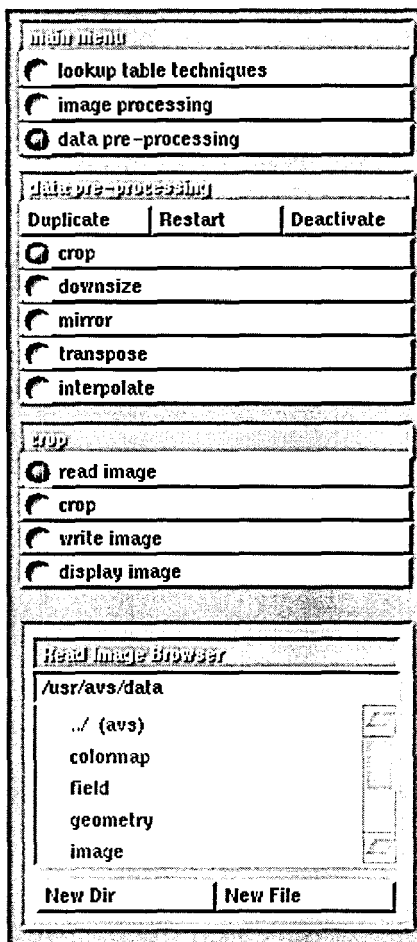 main menu
lookup table techniques
image processing
data pre-processing
data pre-processing
Duplicate Restart Deactivate
crop
downsize
mirror
transpose
interpolate
crop
read image
crop
write image
display image
Read Image Browser
/usr/avs/data
../ (avs)
colormap
field
geometry
image
New Dir New File